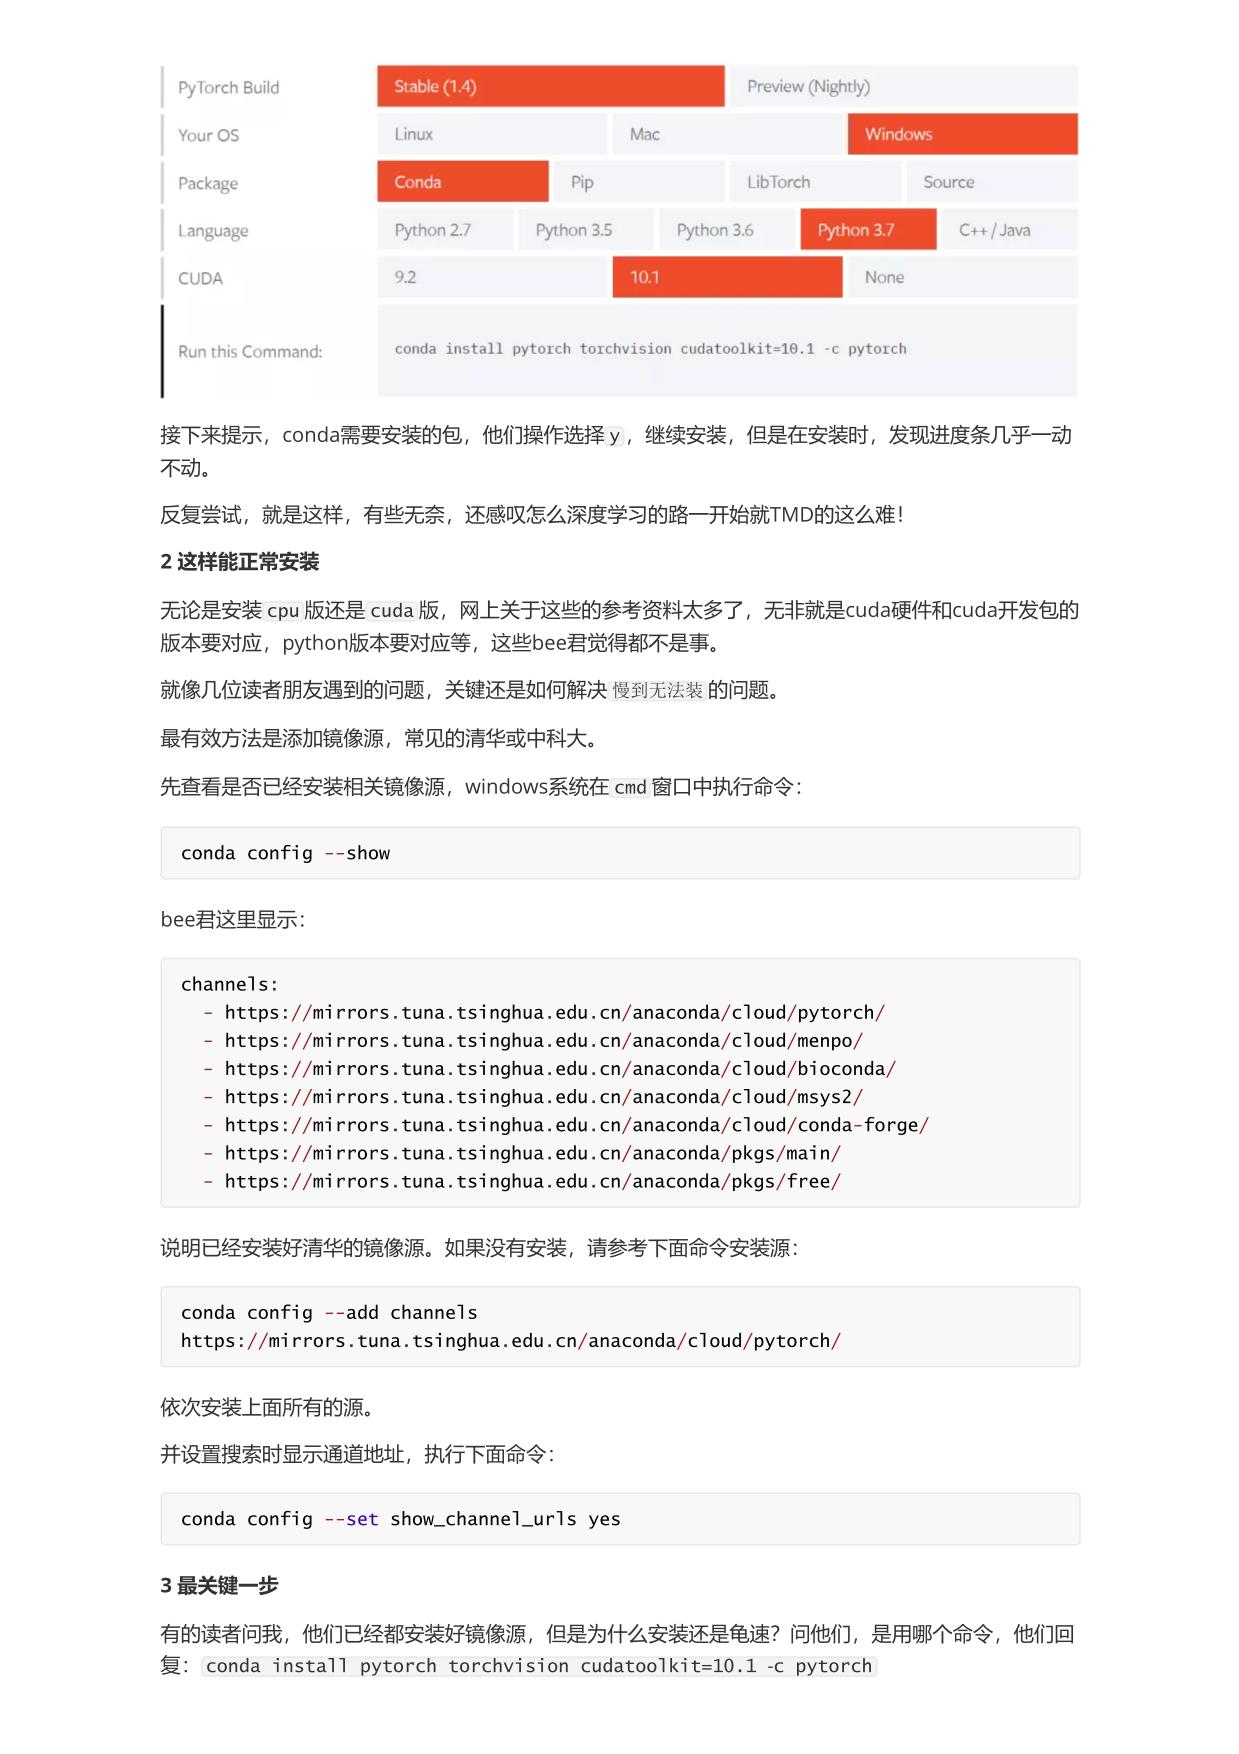 PyTorch Build Stable (1.4) Preview (Nightly)
Your OS Linux Mac Windows
Package Conda Pip LibTorch Source
Language Python 2.7 Python 3.5 Python 3.6 Python 3.7 C++ / Java
CUDA 9.2 10.1 None
Run this Command: conda install pytorch torchvision cudatoolkit=10.1 -c pytorch
接下来提示，conda需要安装的包，他们操作选择 y ，继续安装，但是在安装时，发现进度条几乎一动
不动。
反复尝试，就是这样，有些无奈，还感叹怎么深度学习的路一开始就TMD的这么难！
2 这样能正常安装
无论是安装 cpu 版还是 cuda 版，网上关于这些的参考资料太多了，无非就是cuda硬件和cuda开发包的
版本要对应，python版本要对应等，这些bee君觉得都不是事。
就像几位读者朋友遇到的问题，关键还是如何解决 慢到无法装 的问题。
最有效方法是添加镜像源，常见的清华或中科大。
先查看是否已经安装相关镜像源，windows系统在 cmd 窗口中执行命令：
conda config --show
bee君这里显示：
channels:
  - https://mirrors.tuna.tsinghua.edu.cn/anaconda/cloud/pytorch/
  - https://mirrors.tuna.tsinghua.edu.cn/anaconda/cloud/menpo/
  - https://mirrors.tuna.tsinghua.edu.cn/anaconda/cloud/bioconda/
  - https://mirrors.tuna.tsinghua.edu.cn/anaconda/cloud/msys2/
  - https://mirrors.tuna.tsinghua.edu.cn/anaconda/cloud/conda-forge/
  - https://mirrors.tuna.tsinghua.edu.cn/anaconda/pkgs/main/
  - https://mirrors.tuna.tsinghua.edu.cn/anaconda/pkgs/free/
说明已经安装好清华的镜像源。如果没有安装，请参考下面命令安装源：
conda config --add channels
https://mirrors.tuna.tsinghua.edu.cn/anaconda/cloud/pytorch/
依次安装上面所有的源。
并设置搜索时显示通道地址，执行下面命令：
conda config --set show_channel_urls yes
3 最关键一步
有的读者问我，他们已经都安装好镜像源，但是为什么安装还是龟速？问他们，是用哪个命令，他们回
复： conda install pytorch torchvision cudatoolkit=10.1 -c pytorch